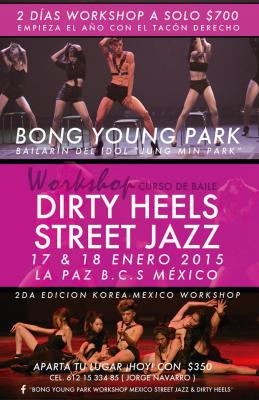 2 DÍAS WORKSHOP A SOLO $700
EMPIEZA EL AÑO CON EL TACÓN DERECHO
BONG YOUNG PARK
BAILARÍN DEL IDOL "JUNG MIN PARK"
Workshop CURSO DE BAILE
DIRTY HEELS
STREET JAZZ
17 & 18 ENERO 2015
LA PAZ B.C.S MÉXICO
2DA EDICION KOREA-MEXICO WORKSHOP
APARTA TU LUGAR ¡HOY! CON $350
CEL. 612 15 334 85 ( JORGE NAVARRO )
"BONG YOUNG PARK WORKSHOP MEXICO STREET JAZZ & DIRTY HEELS"